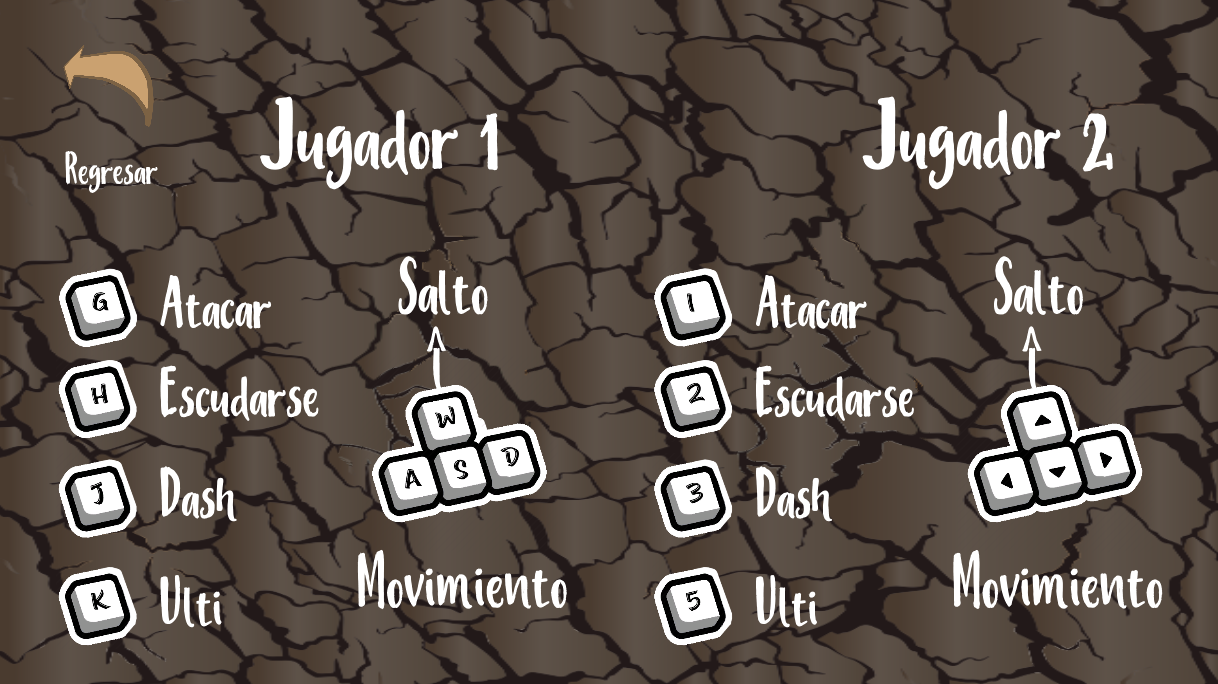 Regresar
Jugador 1
G Atacar
H Escudarse
J Dash
K Ulti
Salto
W
A S D
Movimiento
Jugador 2
1 Atacar
2 Escudarse
3 Dash
5 Ulti
Salto
Movimiento